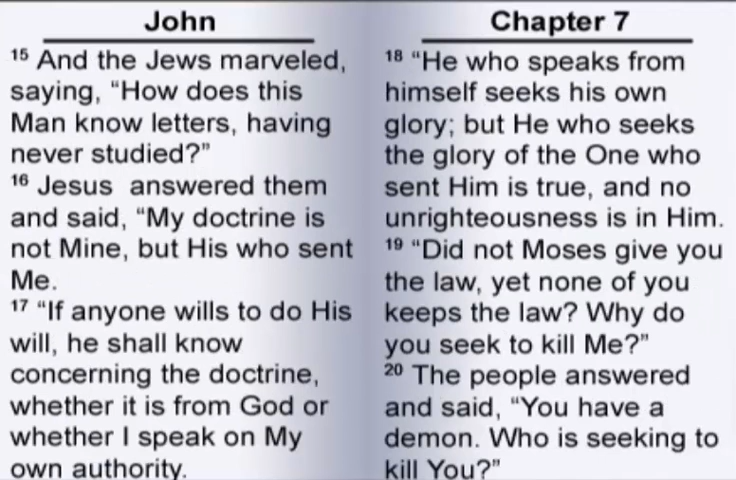 John
15 And the Jews marveled,
saying, “How does this
Man know letters, having
never studied?”
16 Jesus answered them
and said, “My doctrine is
not Mine, but His who sent
Me.
17 “If anyone wills to do His
will, he shall know
concerning the doctrine,
whether it is from God or
whether I speak on My
own authority.
Chapter 7
18 “He who speaks from
himself seeks his own
glory; but He who seeks
the glory of the One who
sent Him is true, and no
unrighteousness is in Him.
19 “Did not Moses give you
the law, yet none of you
keeps the law? Why do
you seek to kill Me?”
20 The people answered
and said, “You have a
demon. Who is seeking to
kill You?”